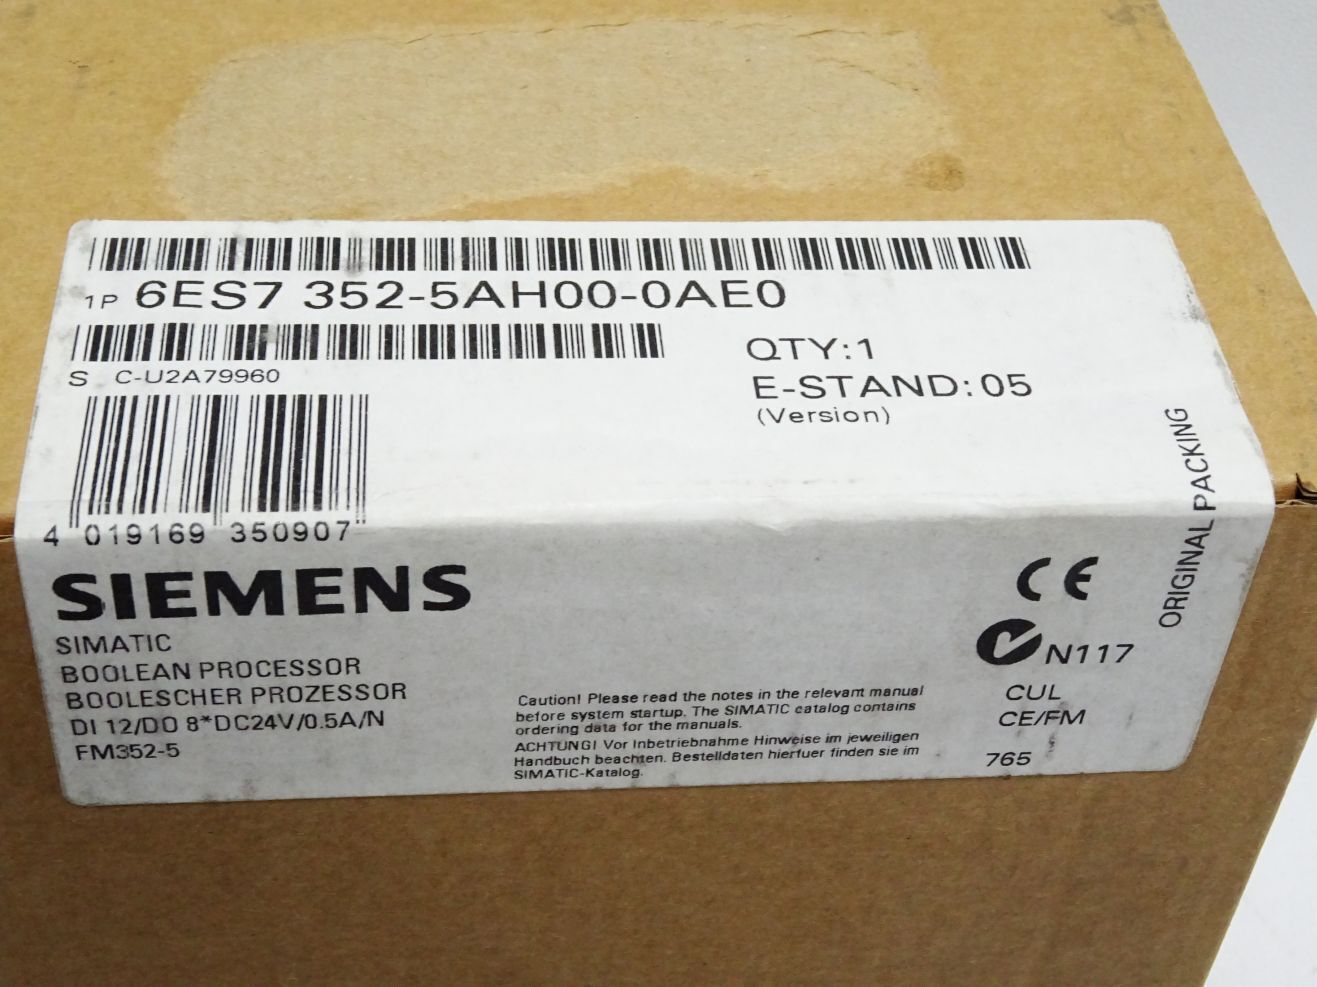 1P 6ES7 352-5AH00-0AE0
S C-U2A79960
QTY:1
E-STAND:05
(Version)
4 019169 350907
ORIGINAL PACKING
SIEMENS
SIMATIC
BOOLEAN PROCESSOR
BOOLESCHER PROZESSOR
DI 12/DO 8*DC24V/0.5A/N
FM352-5
Caution! Please read the notes in the relevant manual
before system startup. The SIMATIC catalog contains
ordering data for the manuals.
ACHTUNG! Vor Inbetriebnahme Hinweise im jeweiligen
Handbuch beachten. Bestelldaten hierfuer finden sie im
SIMATIC-Katalog.
CE
N117
CUL
CE/FM
765